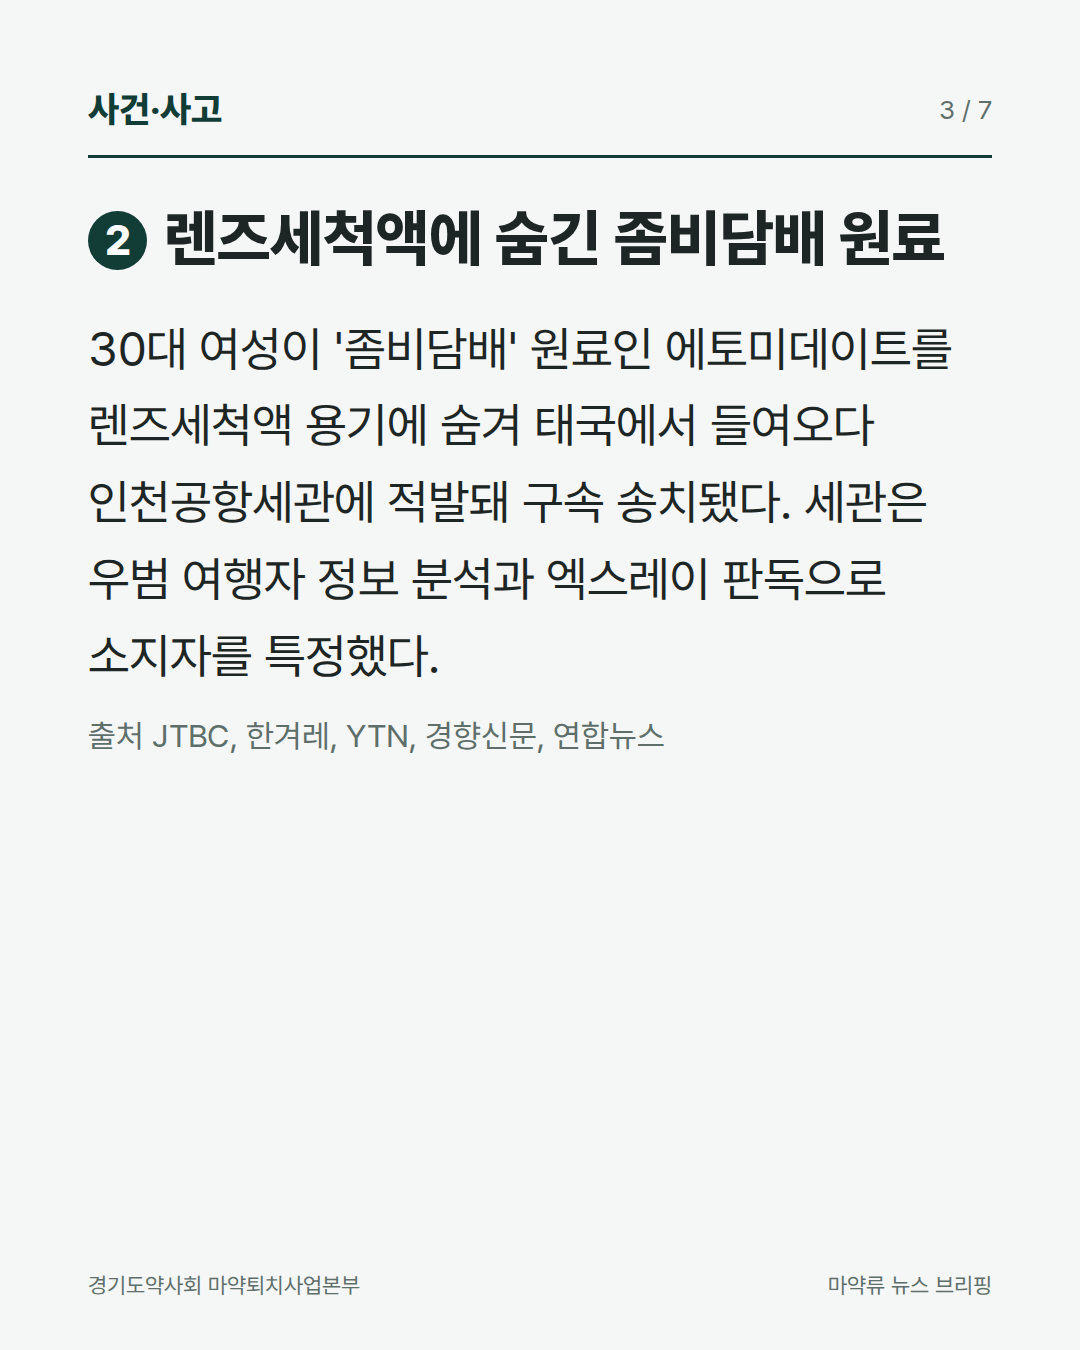 사건·사고
3 / 7
2 렌즈세척액에 숨긴 좀비담배 원료
30대 여성이 '좀비담배' 원료인 에토미데이트를
렌즈세척액 용기에 숨겨 태국에서 들여오다
인천공항세관에 적발돼 구속 송치됐다. 세관은
우범 여행자 정보 분석과 엑스레이 판독으로
소지자를 특정했다.
출처 JTBC, 한겨레, YTN, 경향신문, 연합뉴스
경기도약사회 마약퇴치사업본부
마약류 뉴스 브리핑